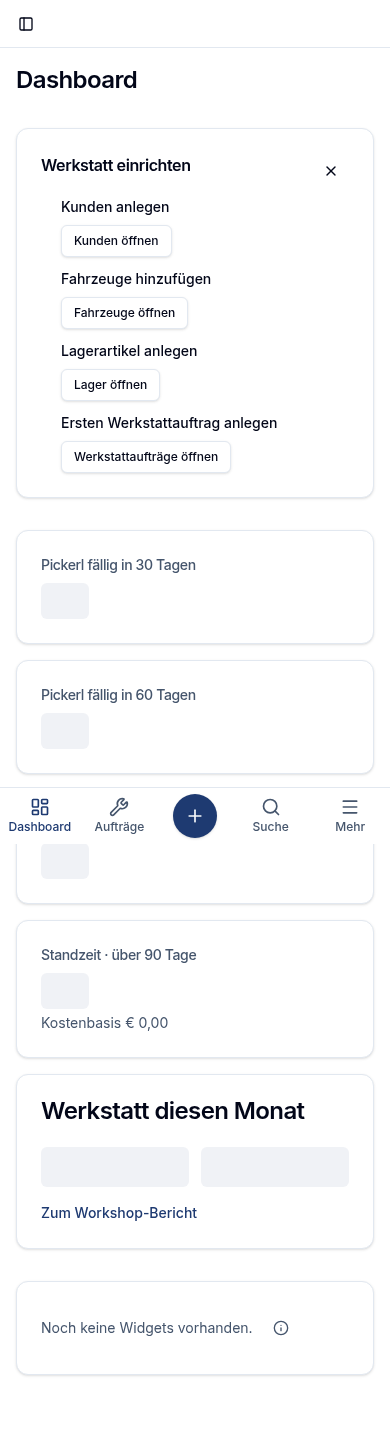 Dashboard
Werkstatt einrichten
Kunden anlegen
Kunden öffnen
Fahrzeuge hinzufügen
Fahrzeuge öffnen
Lagerartikel anlegen
Lager öffnen
Ersten Werkstattauftrag anlegen
Werkstattaufträge öffnen
Pickerl fällig in 30 Tagen
Pickerl fällig in 60 Tagen
Dashboard
Aufträge
Suche
Mehr
Standzeit · über 90 Tage
Kostenbasis € 0,00
Werkstatt diesen Monat
Zum Workshop-Bericht
Noch keine Widgets vorhanden.